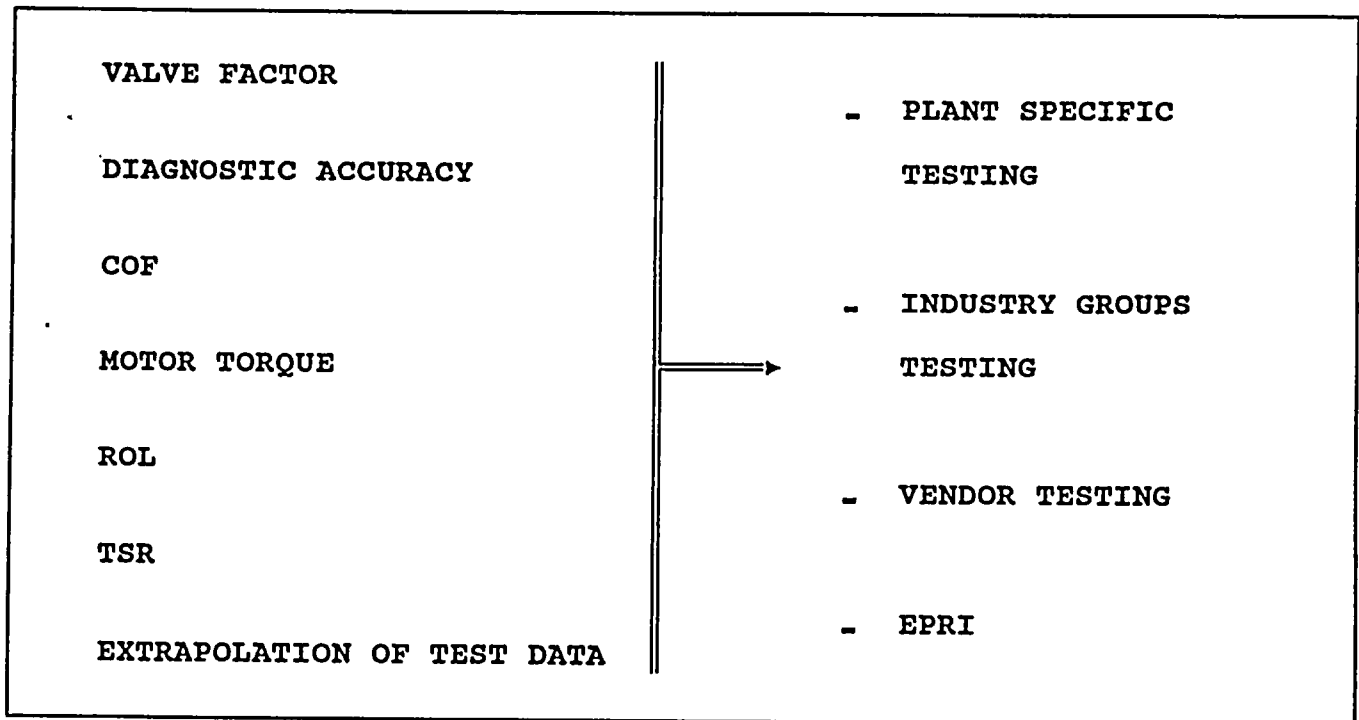 VALVE FACTOR
DIAGNOSTIC ACCURACY
COF
MOTOR TORQUE
ROL
TSR
EXTRAPOLATION OF TEST DATA
- PLANT SPECIFIC
TESTING
- INDUSTRY GROUPS
TESTING
- VENDOR TESTING
- EPRI